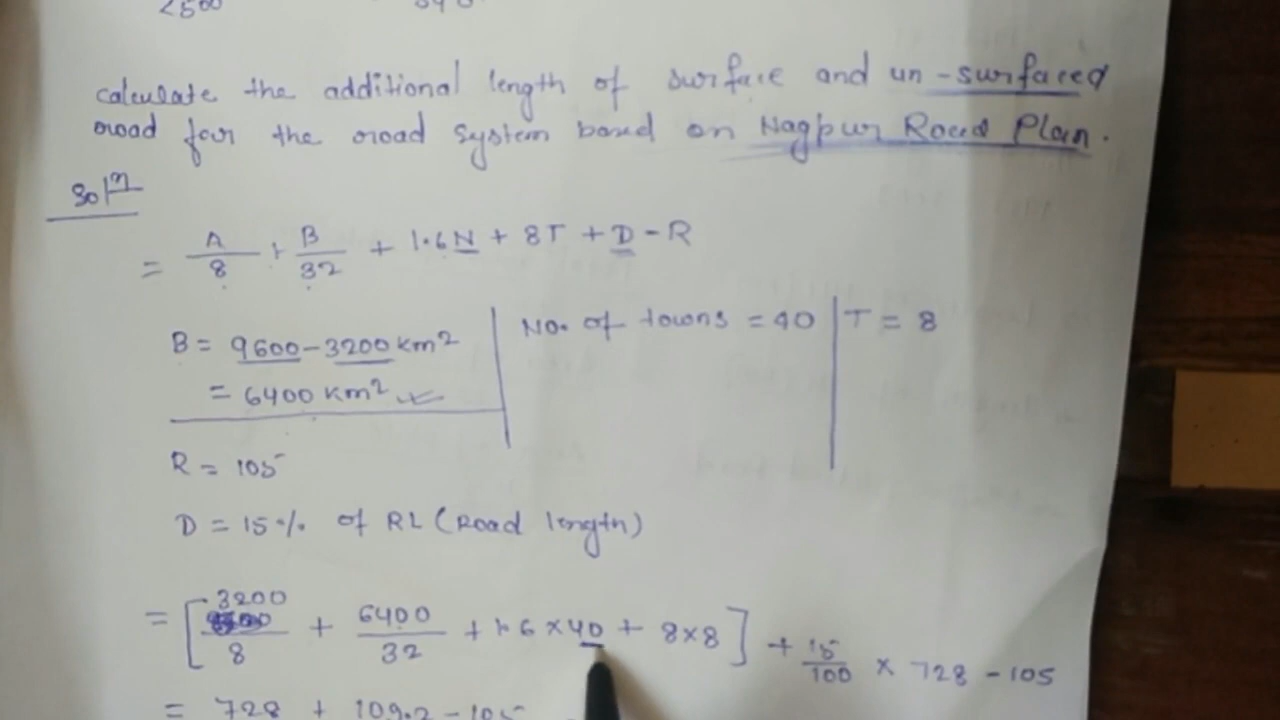 2500
calculate the additional length of surface and un-surfaced
road for the road system based on Nagpur Road Plan.
Solⁿ
= A/8 + B/32 + 1.6N + 8T + D - R
B = 9600-3200 km² | No. of towns = 40 | T = 8
= 6400 km²
R = 105
D = 15% of RL (Road length)
= [3200/8 + 6400/32 + 1.6 x 40 + 8x8] + 15/100 x 728 - 105
= 728 + 109.2 - 105